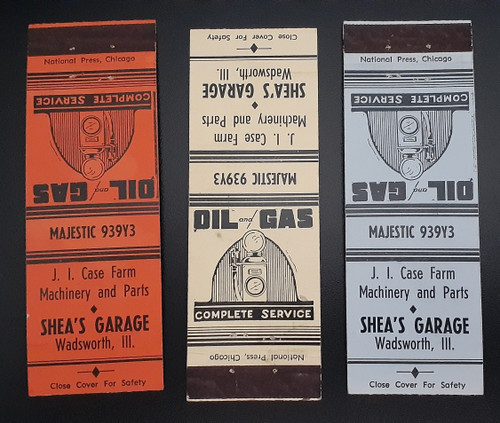 National Press, Chicago
COMPLETE SERVICE
OIL and GAS
MAJESTIC 939Y3
J. I. Case Farm
Machinery and Parts
SHEA'S GARAGE
Wadsworth, Ill.
Close Cover For Safety
Close Cover For Safety
SHEA'S GARAGE
Wadsworth, Ill.
J. I. Case Farm
Machinery and Parts
MAJESTIC 939Y3
OIL and GAS
COMPLETE SERVICE
National Press, Chicago
National Press, Chicago
COMPLETE SERVICE
OIL and GAS
MAJESTIC 939Y3
J. I. Case Farm
Machinery and Parts
SHEA'S GARAGE
Wadsworth, Ill.
Close Cover For Safety